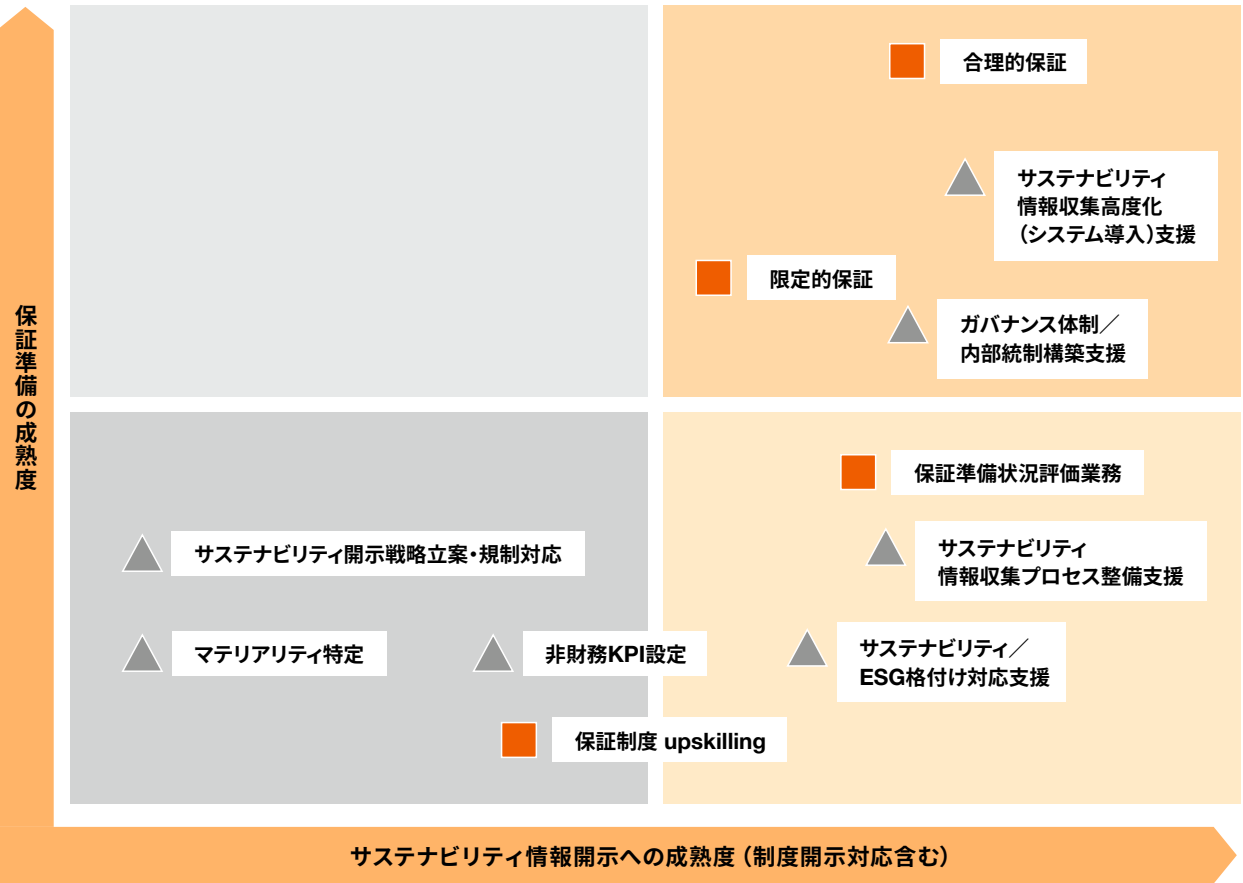 保証準備の成熟度
合理的保証
サステナビリティ
情報収集高度化
（システム導入）支援
限定的保証
ガバナンス体制／
内部統制構築支援
保証準備状況評価業務
サステナビリティ開示戦略立案・規制対応
サステナビリティ
情報収集プロセス整備支援
マテリアリティ特定
非財務KPI設定
サステナビリティ／
ESG格付け対応支援
保証制度 upskilling
サステナビリティ情報開示への成熟度（制度開示対応含む）